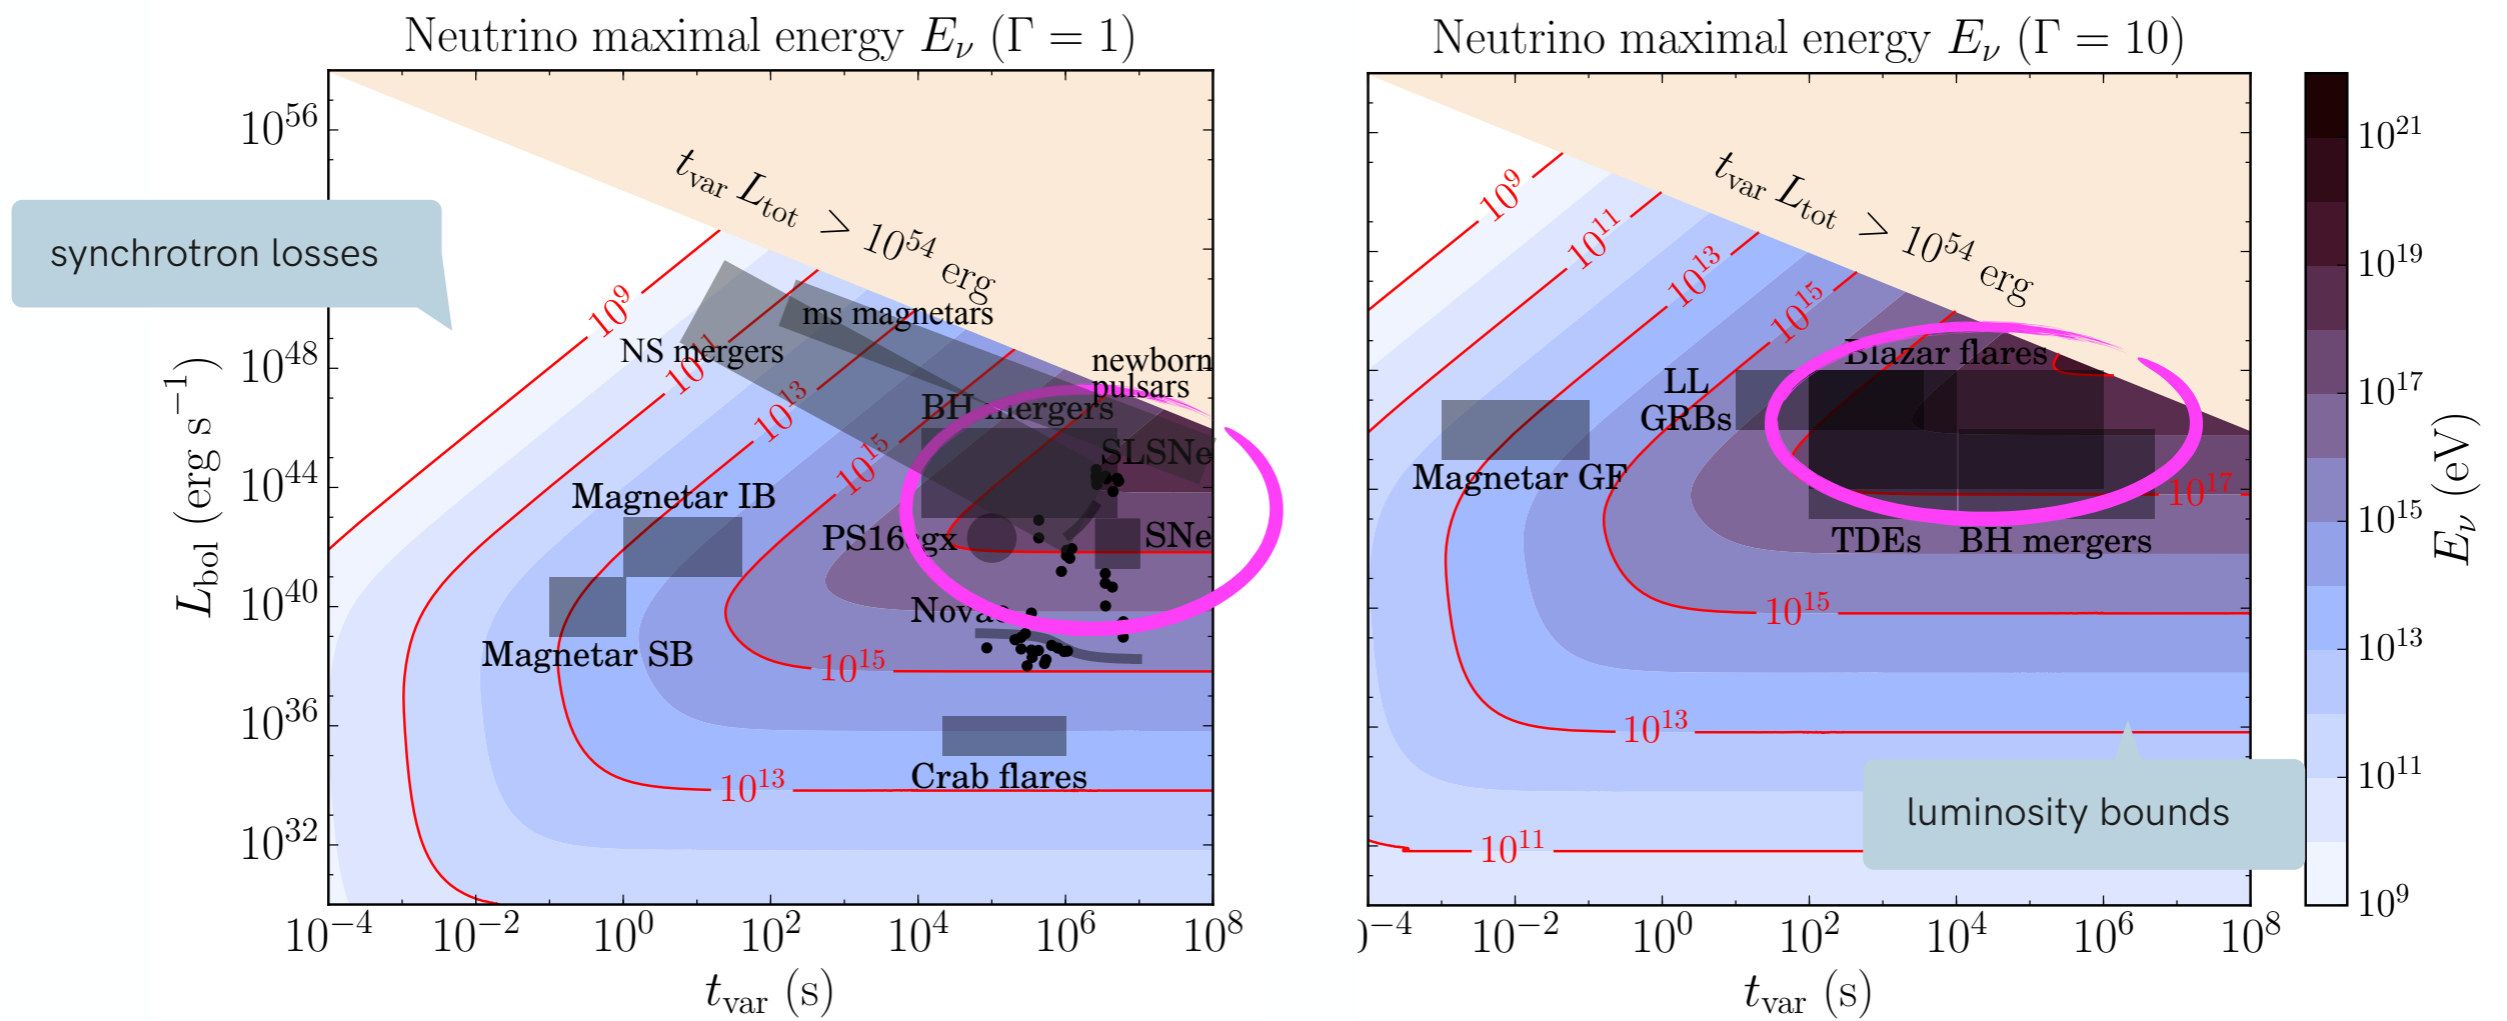 Neutrino maximal energy E_ν (Γ = 1)
Neutrino maximal energy E_ν (Γ = 10)
synchrotron losses
10^56
10^48
10^44
10^40
10^36
10^32
L_bol (erg s^−1)
t_var L_tot > 10^54 erg
10^9
10^11
10^13
10^15
10^15
10^13
ms magnetars
NS mergers
newborn
pulsars
BH mergers
SLSNe
Magnetar IB
PS16cgx
SNe
Novae
Magnetar SB
Crab flares
10^−4
10^−2
10^0
10^2
10^4
10^6
10^8
t_var (s)
t_var L_tot > 10^54 erg
10^9
10^11
10^13
10^15
Blazar flares
LL
GRBs
Magnetar GF
10^17
TDEs
BH mergers
10^15
10^13
10^11
luminosity bounds
)−4
10^−2
10^0
10^2
10^4
10^6
10^8
t_var (s)
10^21
10^19
10^17
10^15
10^13
10^11
10^9
E_ν (eV)